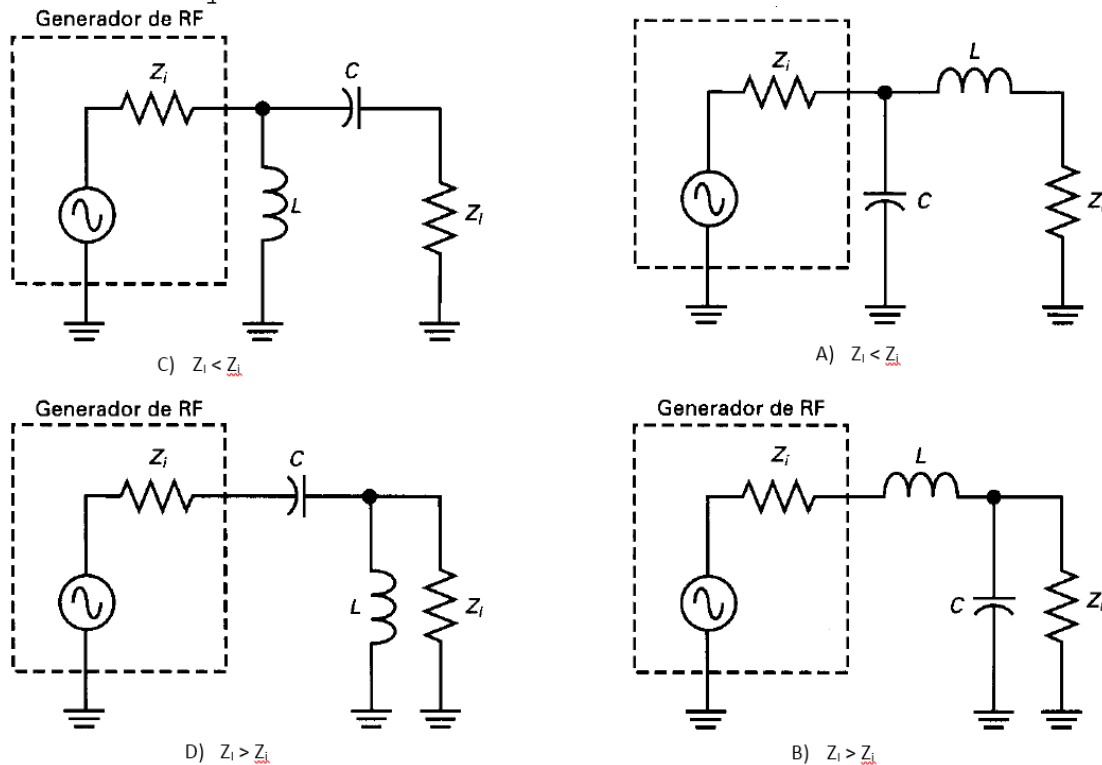 Generador de RF
Zi
C
L
Zl
C) Zl < Zi
Zi
L
C
Zl
A) Zl < Zi
Generador de RF
Zi
C
L
Zl
D) Zl > Zi
Generador de RF
Zi
L
C
Zl
B) Zl > Zi